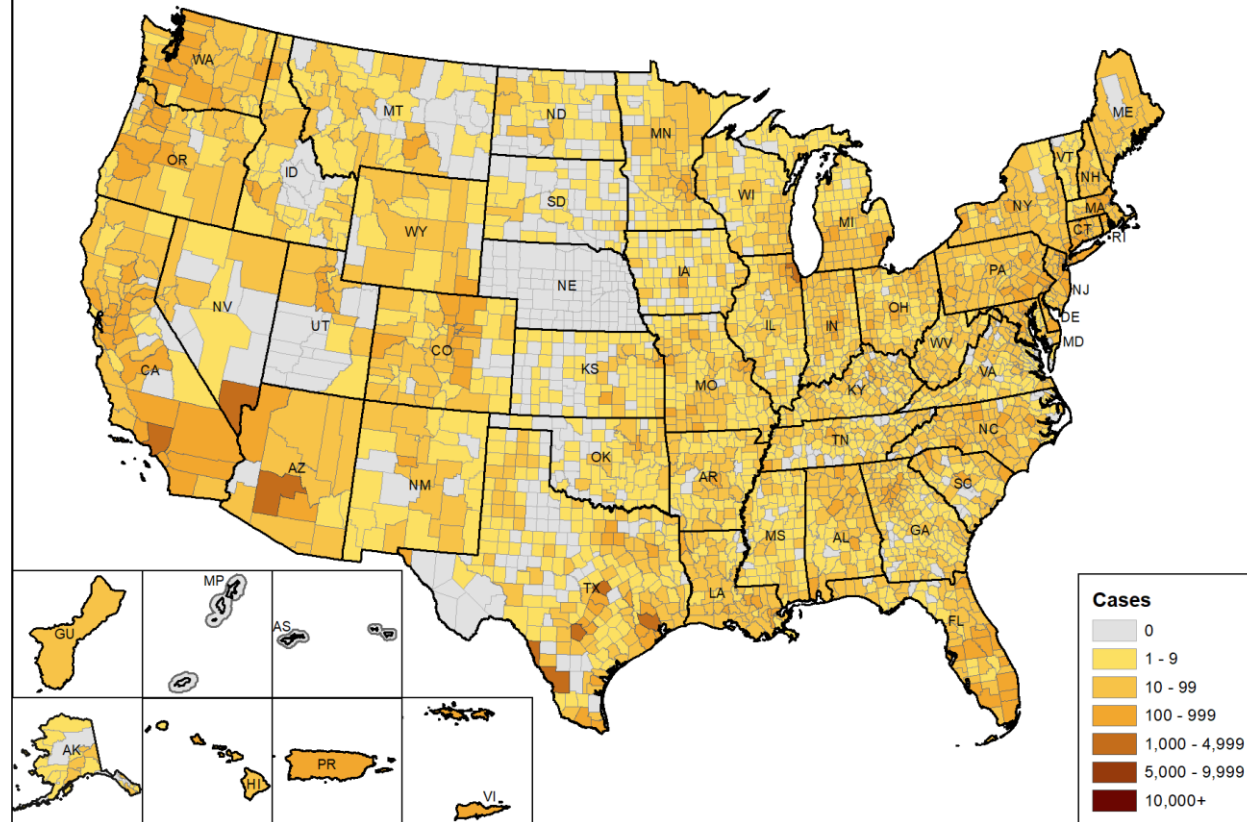 WA
MT
ND
MN
ME
OR
ID
SD
WI
VT
NH
NY
MA
WY
MI
CT
RI
IA
PA
NE
NJ
NV
UT
OH
IL
IN
DE
CO
WV
MD
KS
VA
CA
MO
KY
NC
TN
OK
AZ
NM
AR
SC
MS
AL
GA
TX
LA
FL
MP
GU
AS
AK
HI
PR
VI
Cases
0
1 - 9
10 - 99
100 - 999
1,000 - 4,999
5,000 - 9,999
10,000+